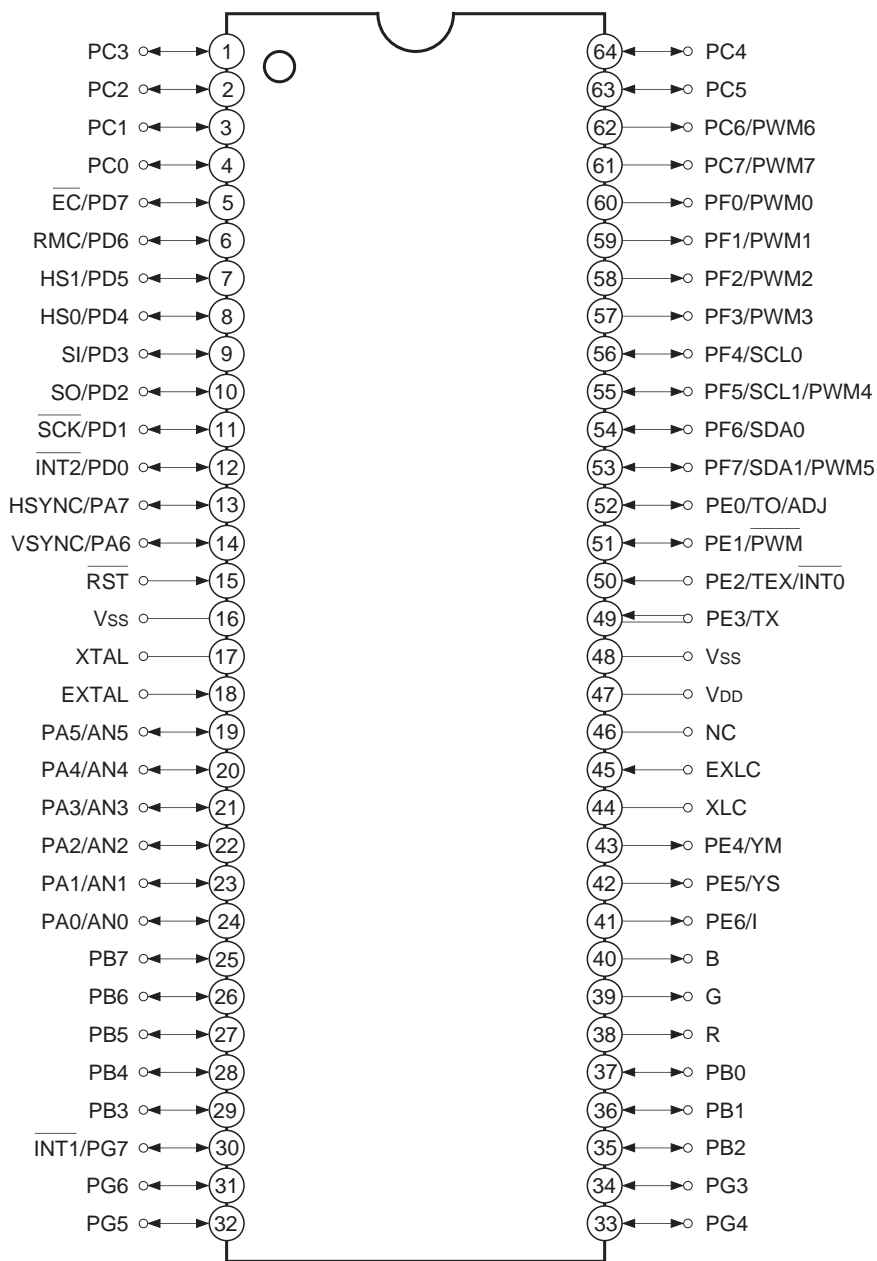 PC3 1 64 PC4
PC2 2 63 PC5
PC1 3 62 PC6/PWM6
PC0 4 61 PC7/PWM7
E̅C̅/PD7 5 60 PF0/PWM0
RMC/PD6 6 59 PF1/PWM1
HS1/PD5 7 58 PF2/PWM2
HS0/PD4 8 57 PF3/PWM3
SI/PD3 9 56 PF4/SCL0
SO/PD2 10 55 PF5/SCL1/PWM4
S̅C̅K̅/PD1 11 54 PF6/SDA0
I̅N̅T̅2̅/PD0 12 53 PF7/SDA1/PWM5
HSYNC/PA7 13 52 PE0/TO/ADJ
VSYNC/PA6 14 51 PE1/P̅W̅M̅
R̅S̅T̅ 15 50 PE2/TEX/I̅N̅T̅0̅
Vss 16 49 PE3/TX
XTAL 17 48 Vss
EXTAL 18 47 VDD
PA5/AN5 19 46 NC
PA4/AN4 20 45 EXLC
PA3/AN3 21 44 XLC
PA2/AN2 22 43 PE4/YM
PA1/AN1 23 42 PE5/YS
PA0/AN0 24 41 PE6/I
PB7 25 40 B
PB6 26 39 G
PB5 27 38 R
PB4 28 37 PB0
PB3 29 36 PB1
I̅N̅T̅1̅/PG7 30 35 PB2
PG6 31 34 PG3
PG5 32 33 PG4